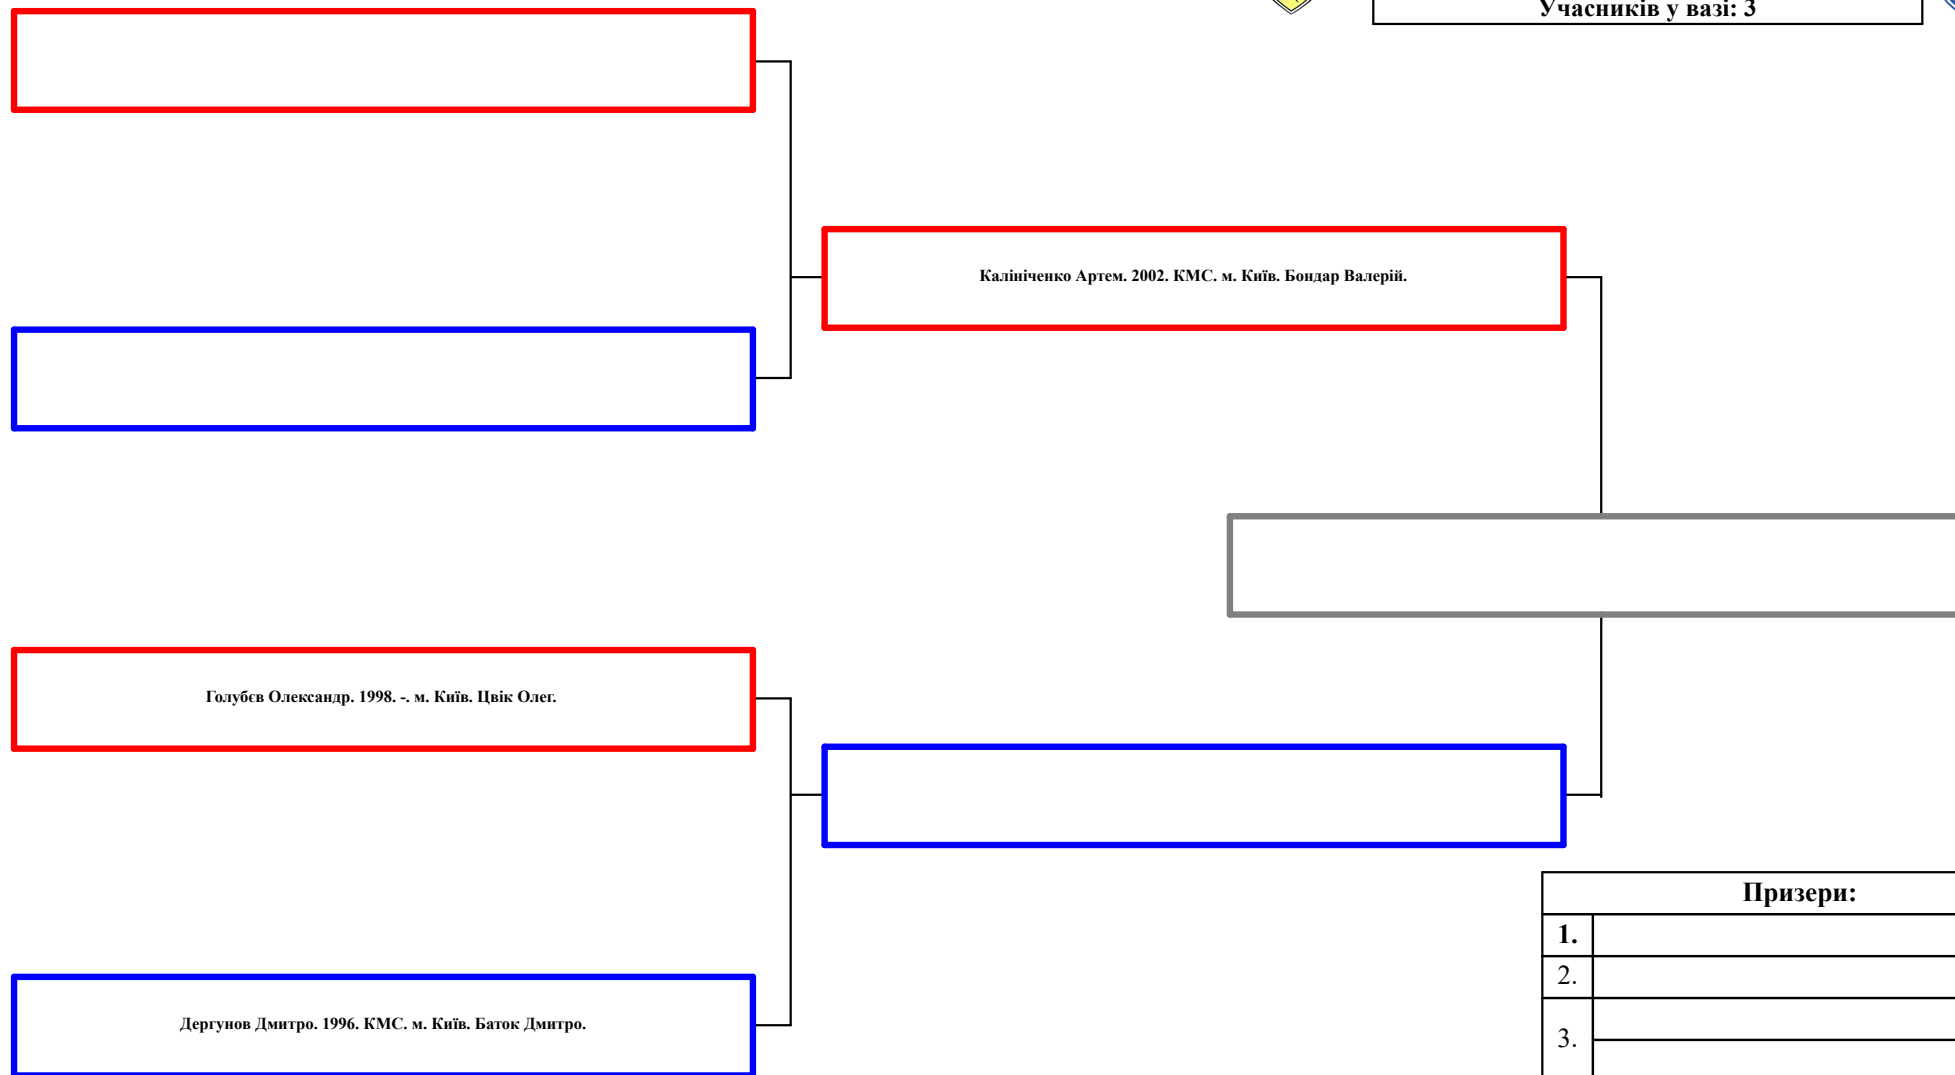 Учасників у вазі: 3
Калініченко Артем. 2002. КМС. м. Київ. Бондар Валерій.
Голубєв Олександр. 1998. -. м. Київ. Цвік Олег.
Дергунов Дмитро. 1996. КМС. м. Київ. Баток Дмитро.
Призери:
1.
2.
3.